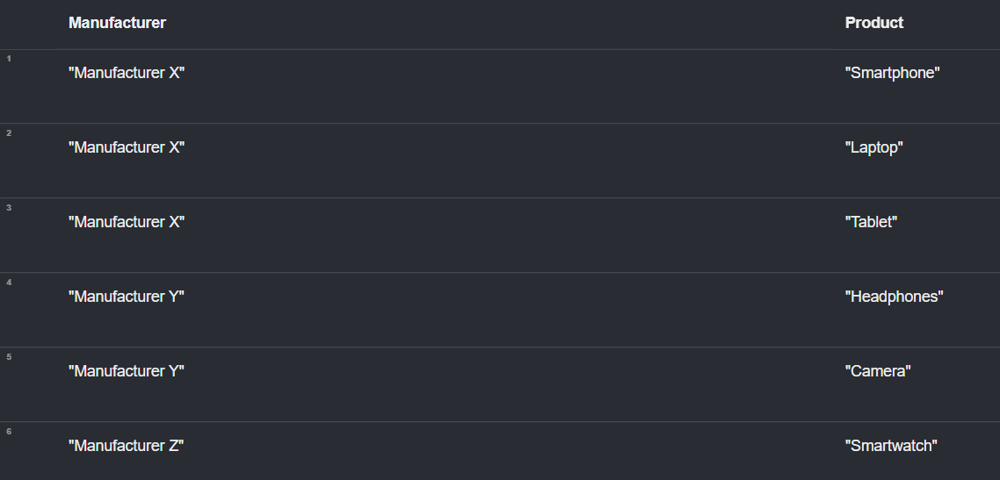 Manufacturer Product
1 "Manufacturer X" "Smartphone"
2 "Manufacturer X" "Laptop"
3 "Manufacturer X" "Tablet"
4 "Manufacturer Y" "Headphones"
5 "Manufacturer Y" "Camera"
6 "Manufacturer Z" "Smartwatch"